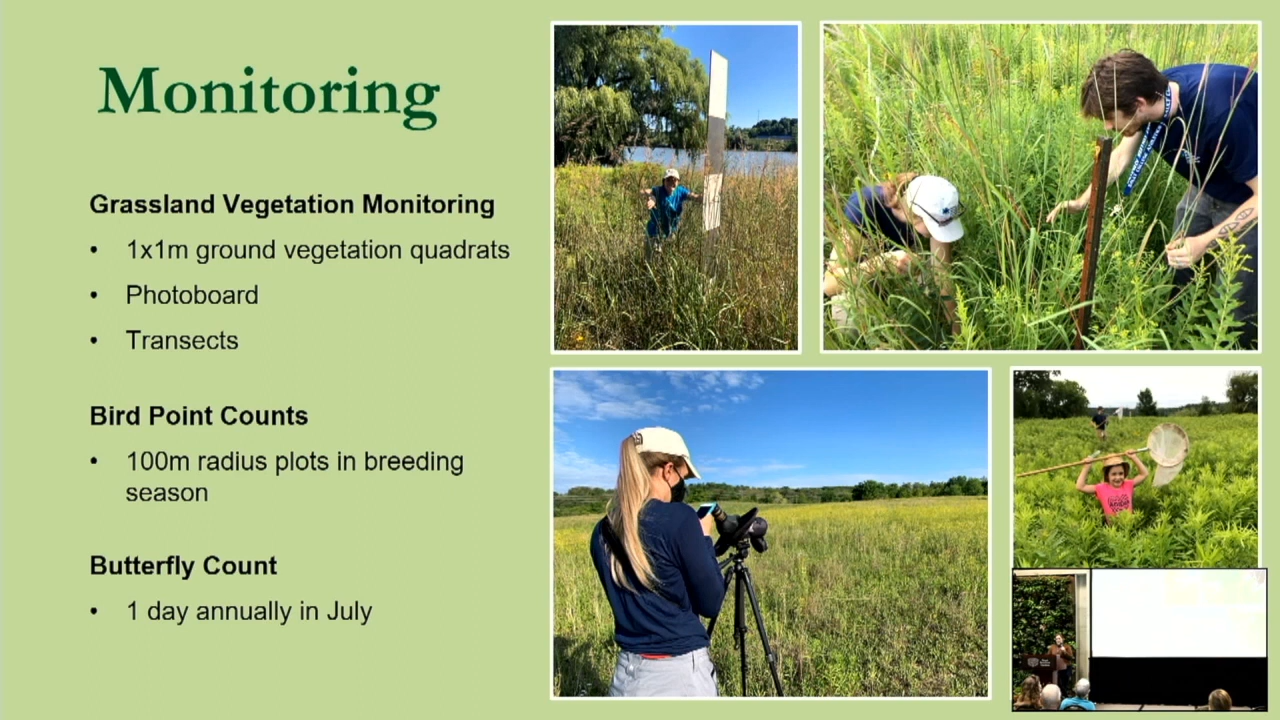 Monitoring
Grassland Vegetation Monitoring
• 1x1m ground vegetation quadrats
• Photoboard
• Transects
Bird Point Counts
• 100m radius plots in breeding
season
Butterfly Count
• 1 day annually in July